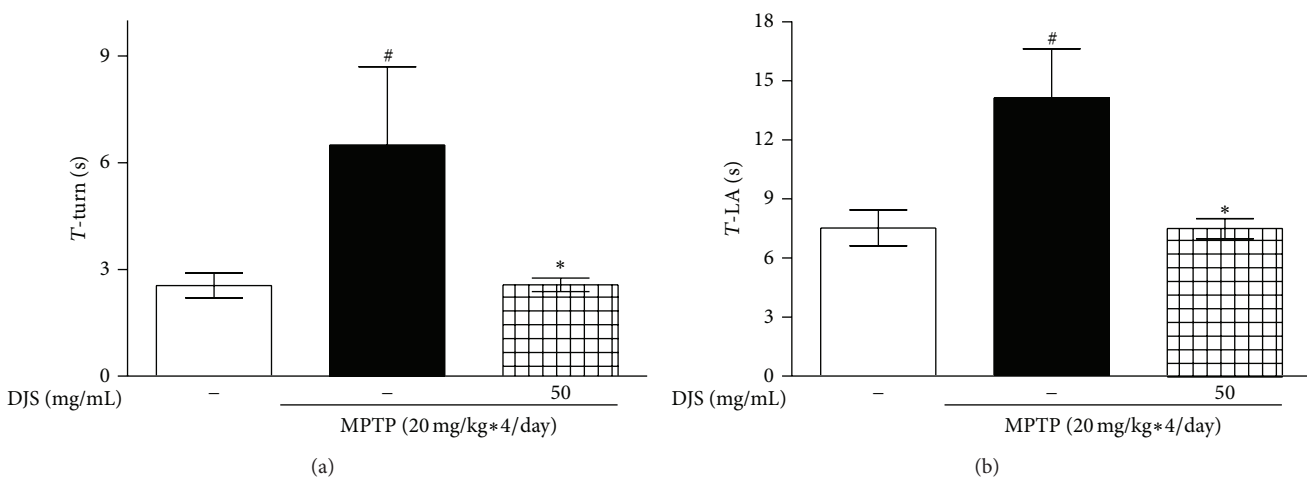 9
6
3
0
T-turn (s)
#
*
DJS (mg/mL)
– – 50
MPTP (20 mg/kg∗4/day)
(a)
18
15
12
9
6
3
0
T-LA (s)
#
*
DJS (mg/mL)
– – 50
MPTP (20 mg/kg∗4/day)
(b)